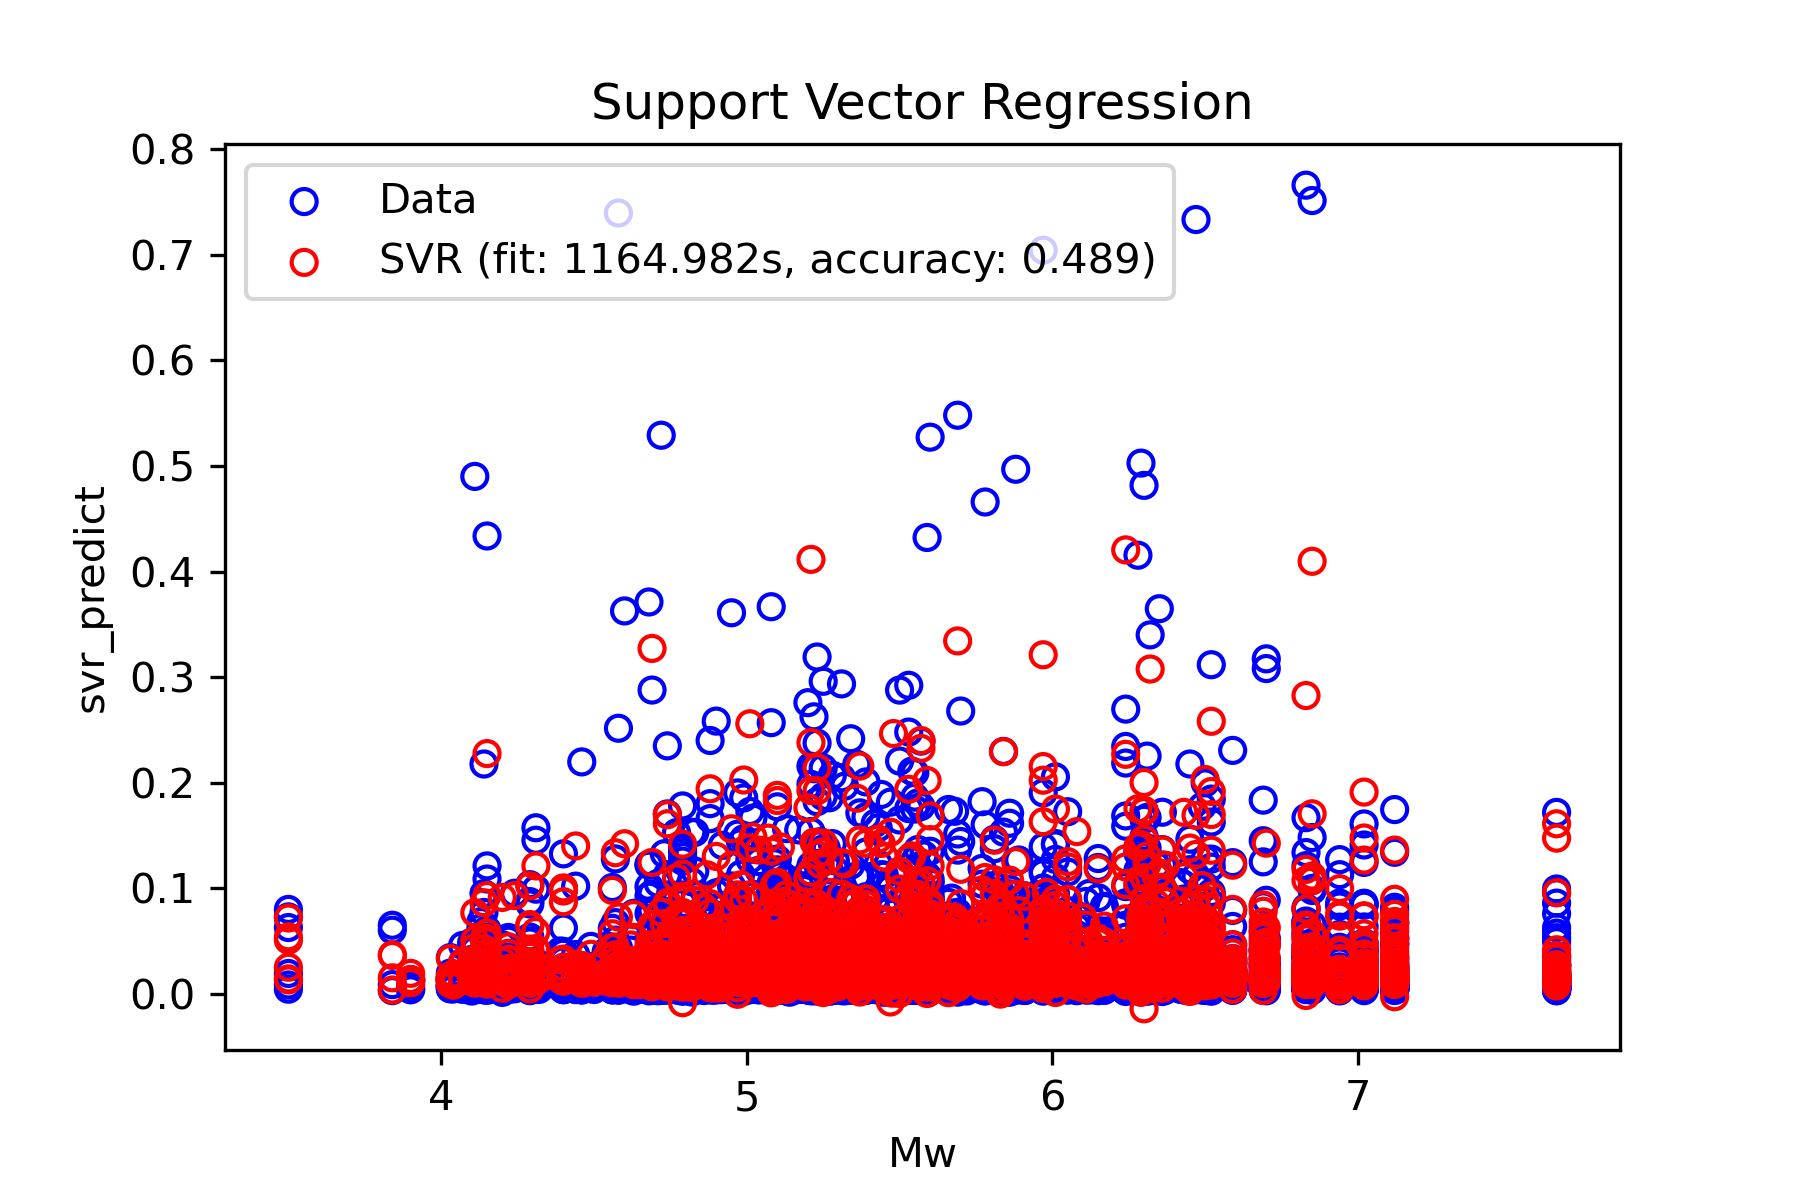 Support Vector Regression
Data
SVR (fit: 1164.982s, accuracy: 0.489)
0.8
0.7
0.6
0.5
0.4
0.3
0.2
0.1
0.0
svr_predict
4 5 6 7
Mw